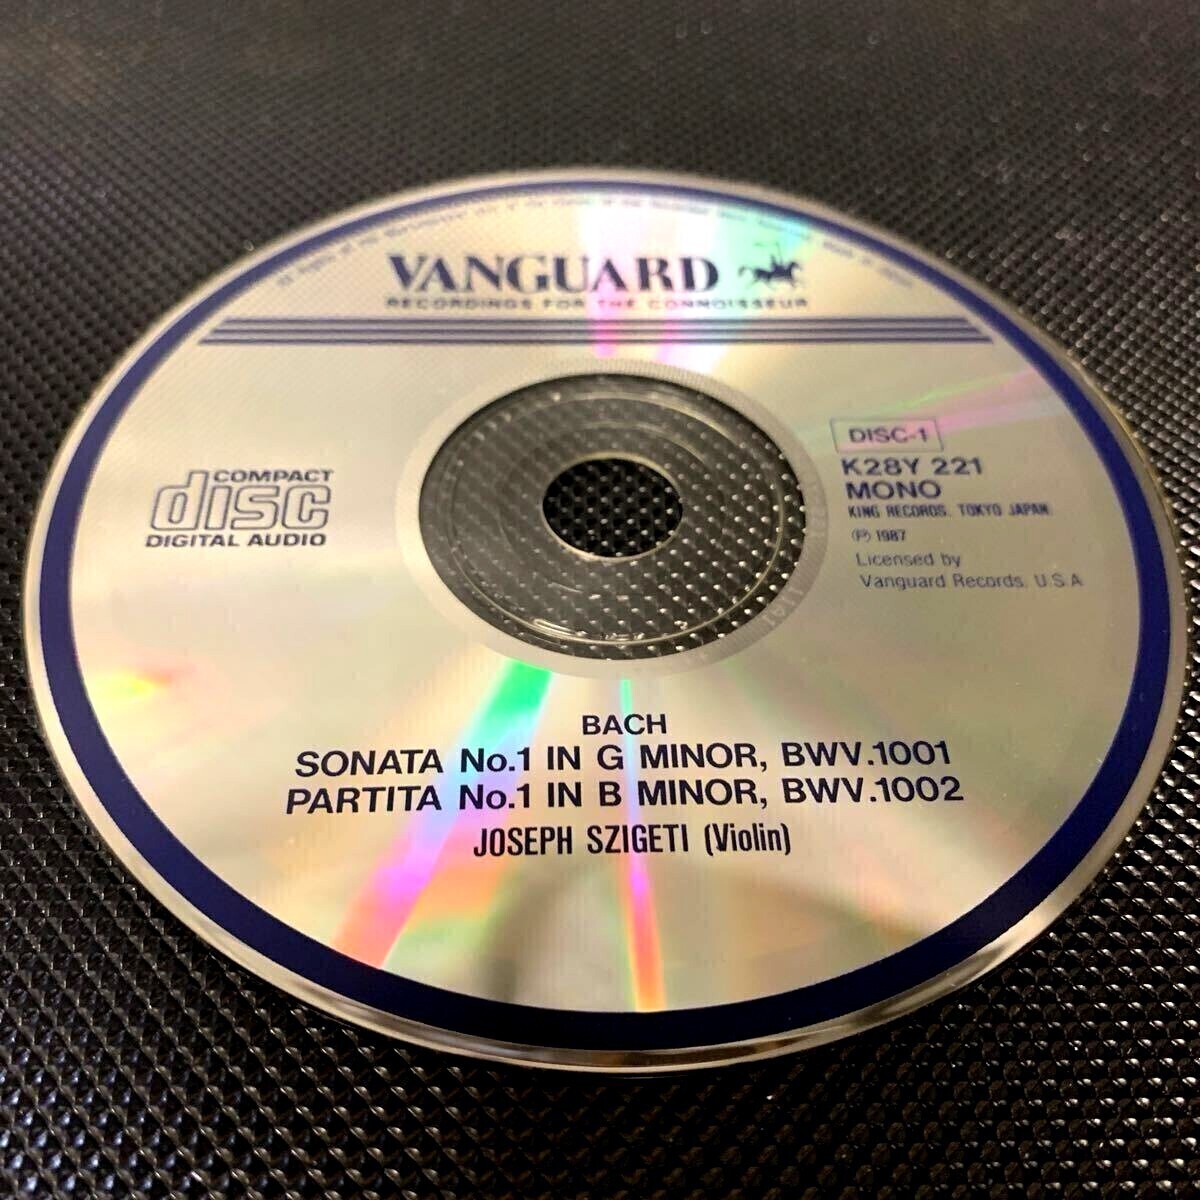 VANGUARD
RECORDINGS FOR THE CONNOISSEUR
DISC-1
K28Y 221
MONO
KING RECORDS. TOKYO JAPAN.
Ⓟ 1987
Licensed by
Vanguard Records. U.S.A
COMPACT
disc
DIGITAL AUDIO
BACH
SONATA No.1 IN G MINOR, BWV.1001
PARTITA No.1 IN B MINOR, BWV.1002
JOSEPH SZIGETI (Violin)